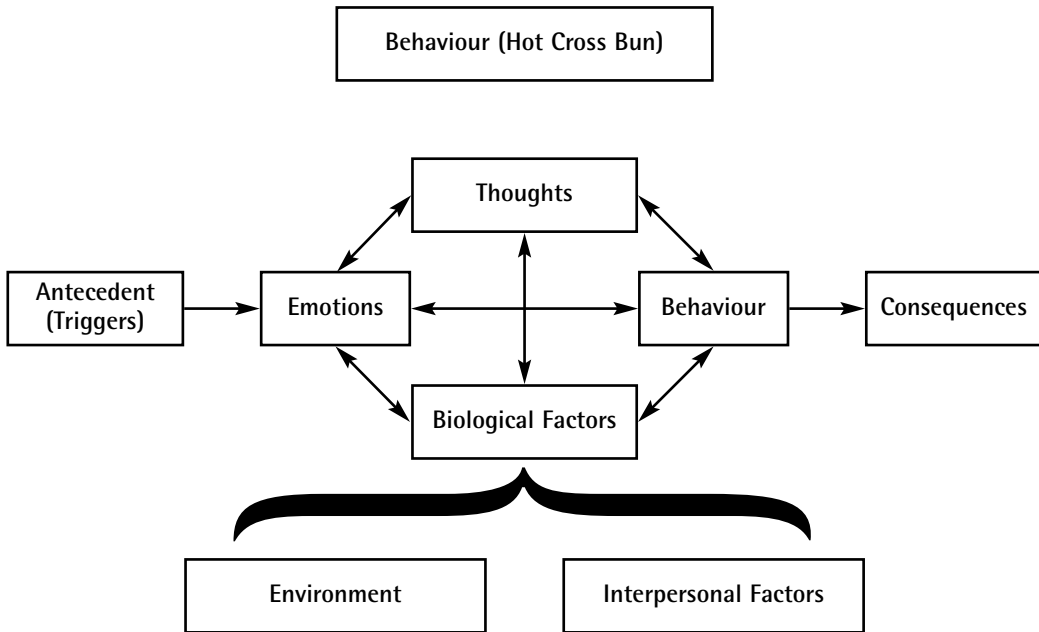 Behaviour (Hot Cross Bun)
Thoughts
Antecedent
(Triggers)
Emotions
Behaviour
Consequences
Biological Factors
Environment
Interpersonal Factors